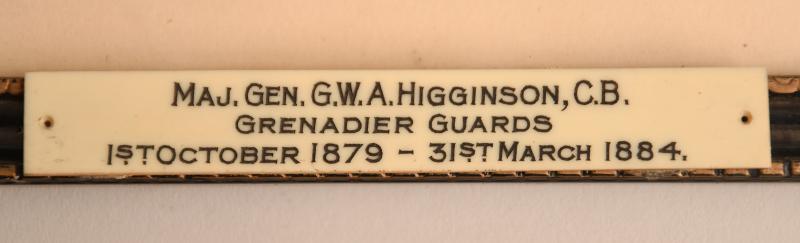 MAJ. GEN. G.W.A. HIGGINSON, C.B.
GRENADIER GUARDS
1ST OCTOBER 1879 – 31ST MARCH 1884.